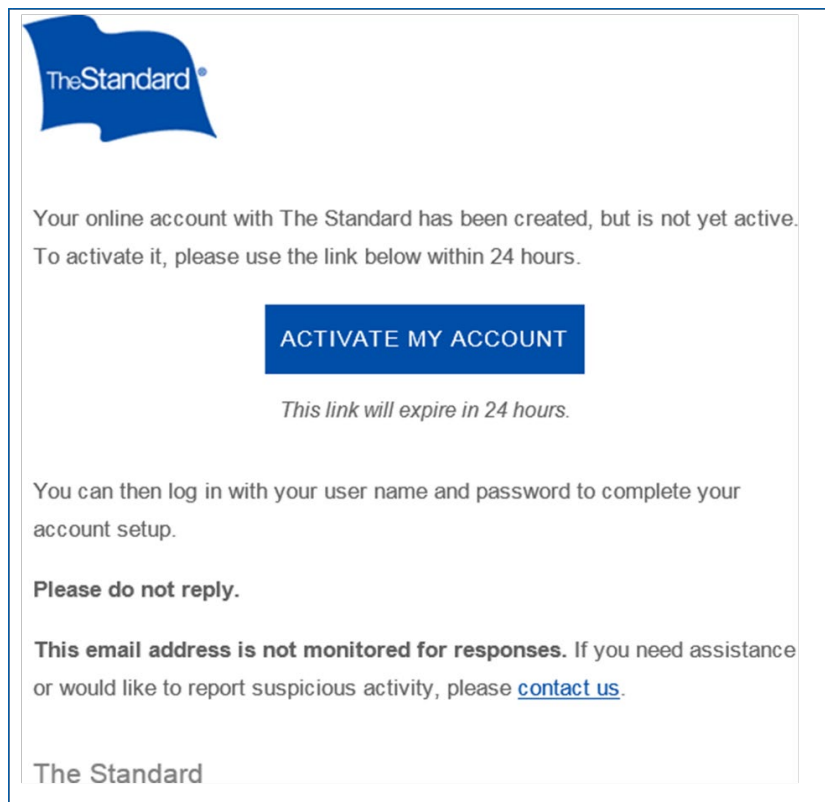 TheStandard®
Your online account with The Standard has been created, but is not yet active.
To activate it, please use the link below within 24 hours.
ACTIVATE MY ACCOUNT
This link will expire in 24 hours.
You can then log in with your user name and password to complete your
account setup.
Please do not reply.
This email address is not monitored for responses. If you need assistance
or would like to report suspicious activity, please contact us.
The Standard